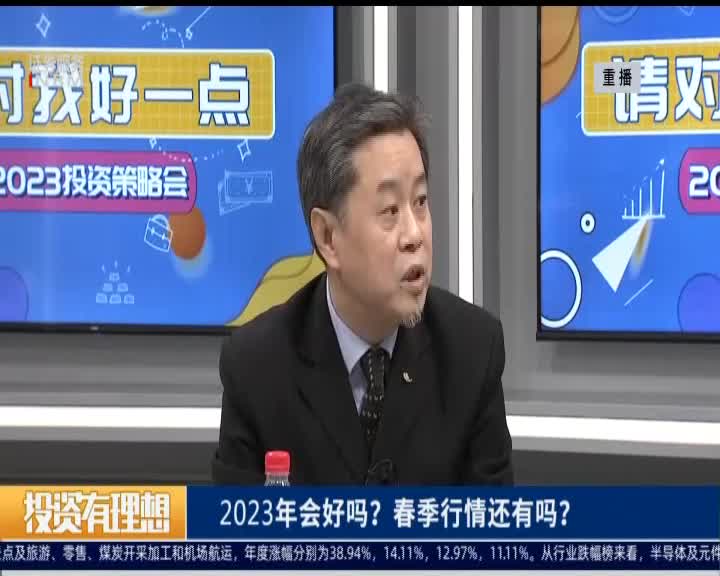 对我好一点
2023投资策略会
重播
请对
20
投资有理想
2023年会好吗？春季行情还有吗？
点及旅游、零售、煤炭开采加工和机场航运，年度涨幅分别为38.94%，14.11%，12.97%，11.11%。从行业跌幅榜来看，半导体及元件